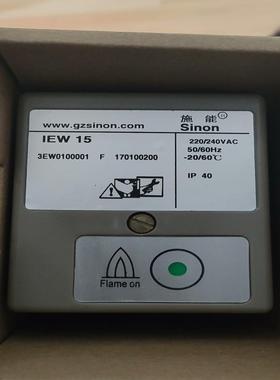 施能®
www.gzsinon.com Sinon
IEW 15
220/240VAC
50/60Hz
-20/60℃
3EW0100001 F 170100200
IP 40
Flame on